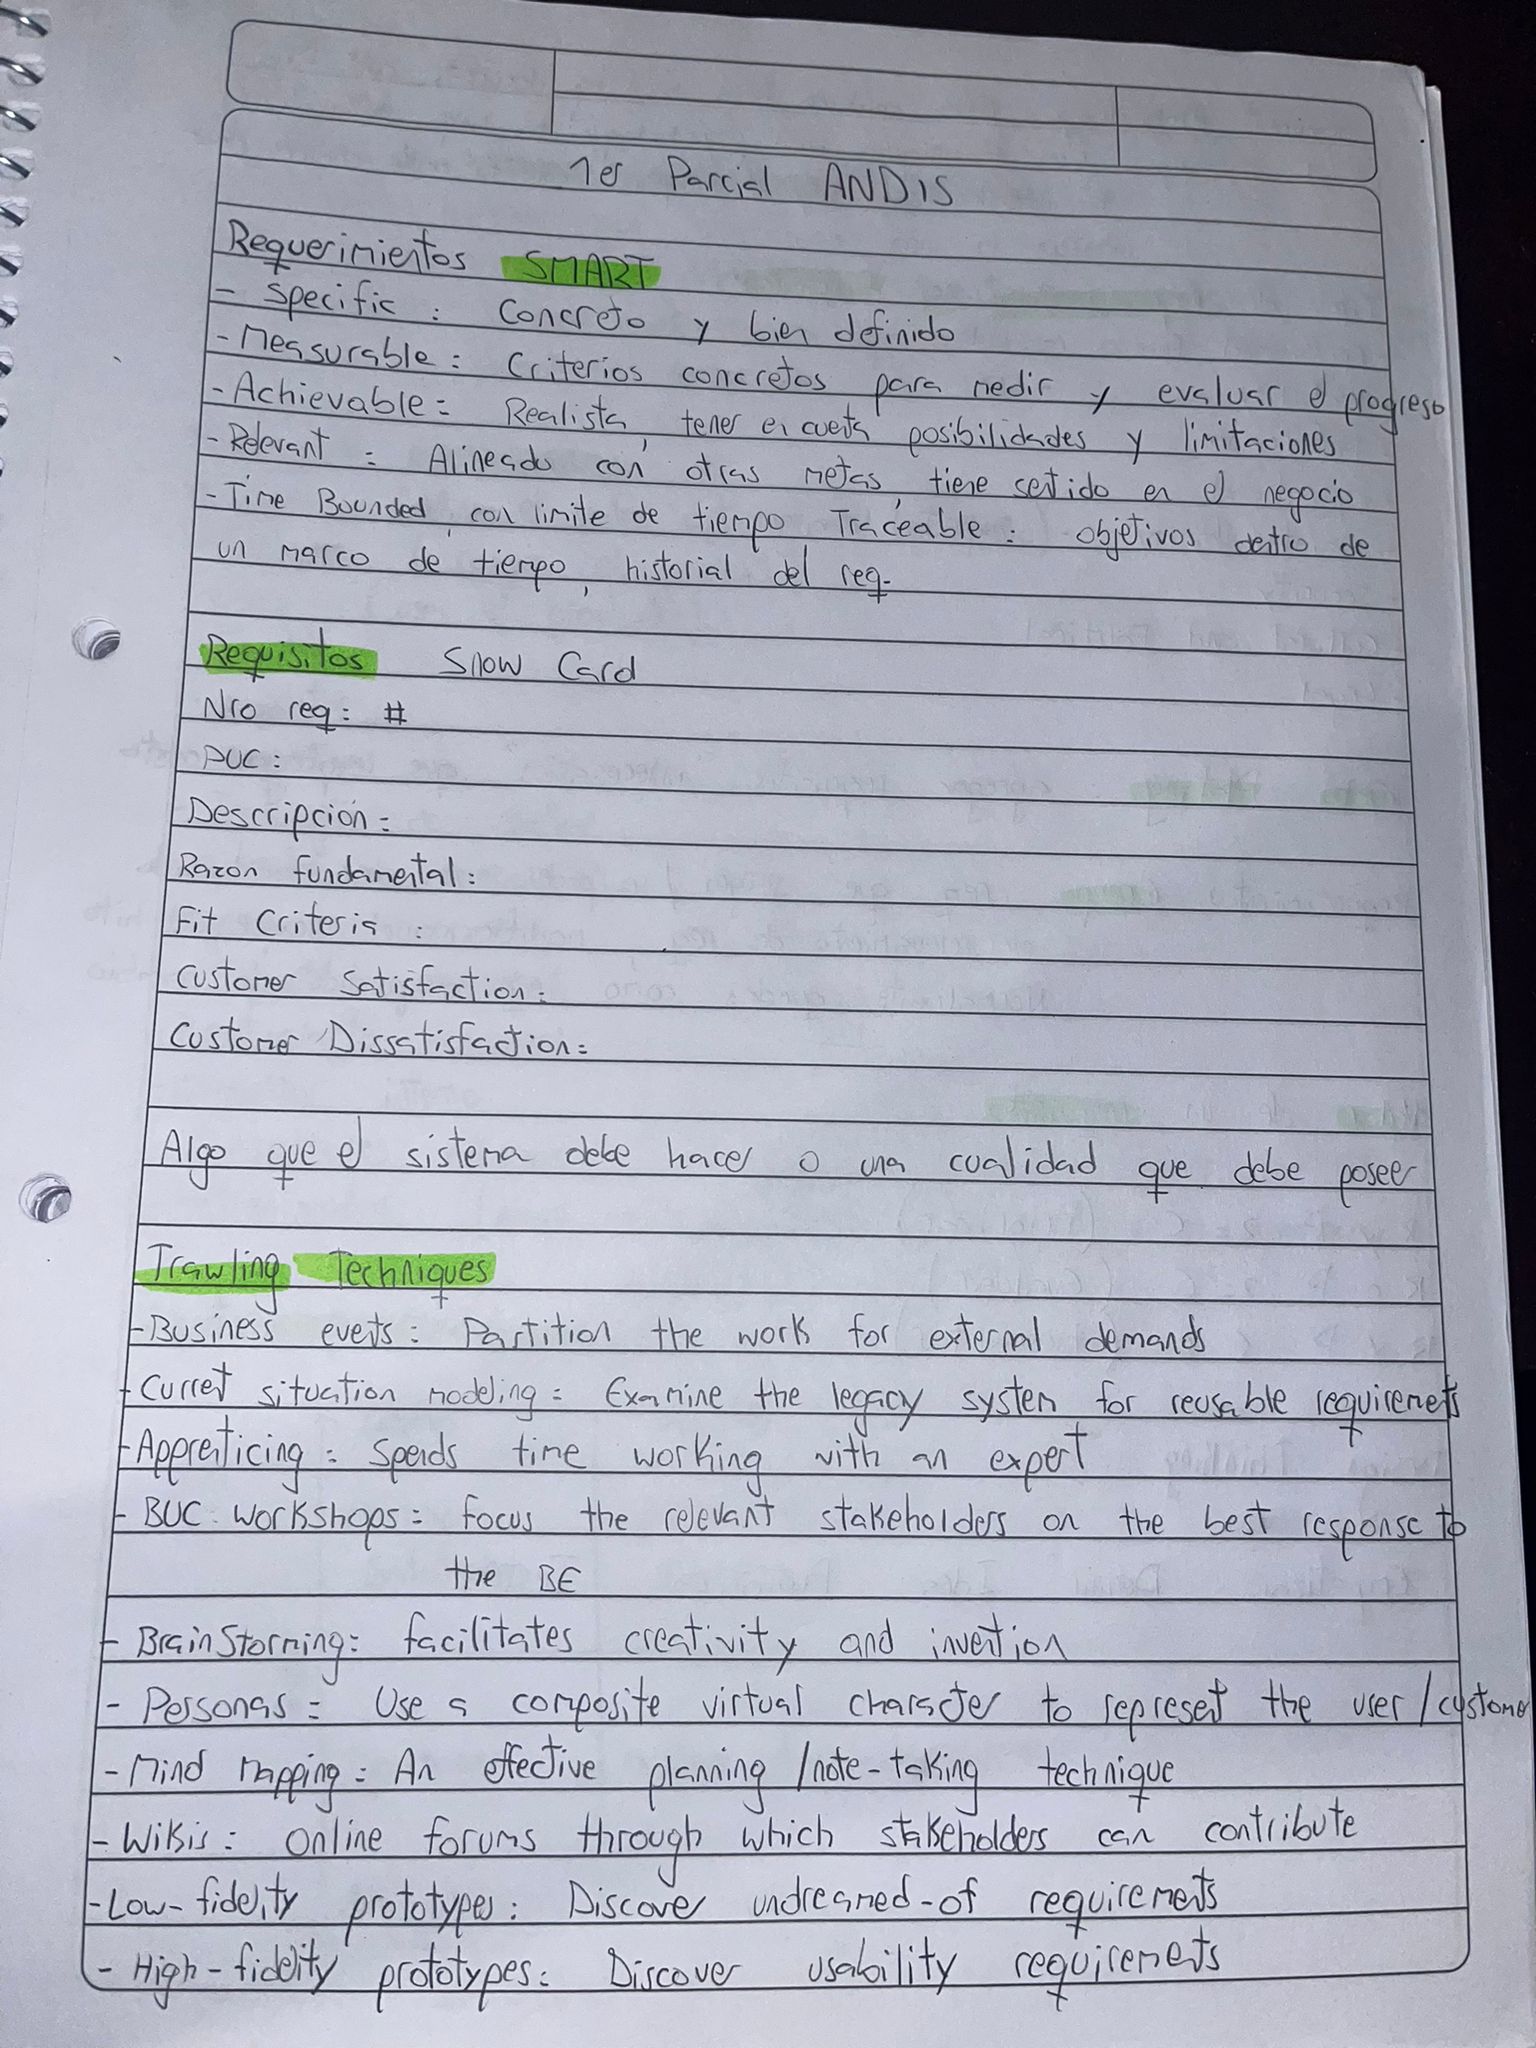 1er Parcial ANDIS
Requerimientos SMART
- Specific : Concreto y bien definido
- Measurable : Criterios concretos para medir y evaluar el progreso
- Achievable : Realista, tener en cuenta posibilidades y limitaciones
- Relevant : Alineado con otras metas, tiene sentido en el negocio
- Time Bounded, con limite de tiempo Traceable : objetivos dentro de
un marco de tiempo, historial del req.
Requisitos Snow Card
Nro req : #
PUC :
Descripción :
Razon fundamental :
Fit Criteria :
Customer Satisfaction :
Customer Dissatisfaction :
Algo que el sistema debe hacer o una cualidad que debe poseer
Trawling Techniques
- Business events : Partition the work for external demands
- Current situation modeling : Examine the legacy system for reusable requirements
- Apprenticing : Spends time working with an expert
- BUC workshops : focus the relevant stakeholders on the best response to
the BE
- BrainStorming : facilitates creativity and invention
- Personas : Use a composite virtual character to represent the user / customer
- Mind Mapping : An effective planning / note-taking technique
- Wikis : Online forums through which stakeholders can contribute
- Low-fidelity prototypes : Discover undreamed-of requirements
- High-fidelity prototypes : Discover usability requirements